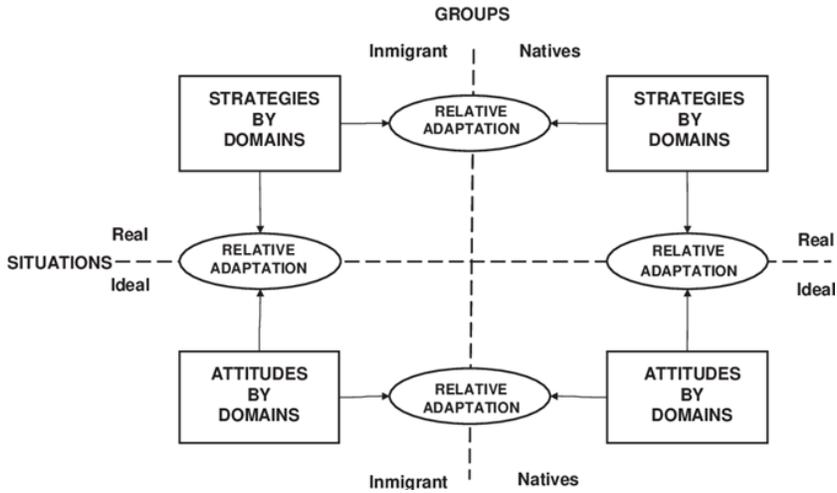 GROUPS
Inmigrant Natives
STRATEGIES
BY
DOMAINS
RELATIVE
ADAPTATION
STRATEGIES
BY
DOMAINS
Real
SITUATIONS
Ideal
RELATIVE
ADAPTATION
RELATIVE
ADAPTATION
Real
Ideal
ATTITUDES
BY
DOMAINS
RELATIVE
ADAPTATION
ATTITUDES
BY
DOMAINS
Inmigrant Natives